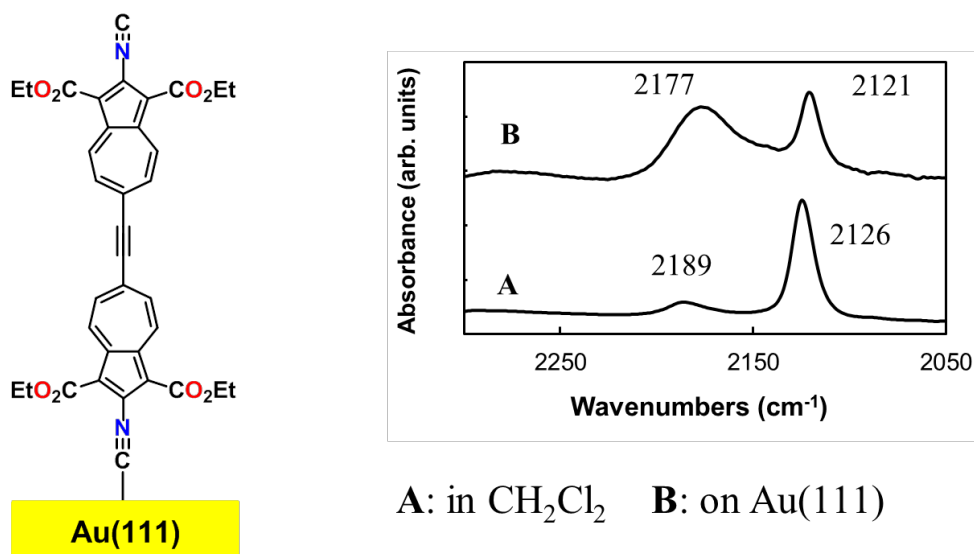 C
N
EtO₂C CO₂Et
EtO₂C CO₂Et
N
C
Au(111)
Absorbance (arb. units)
2177 2121
B
2126
2189
A
2250 2150 2050
Wavenumbers (cm⁻¹)
A: in CH₂Cl₂ B: on Au(111)